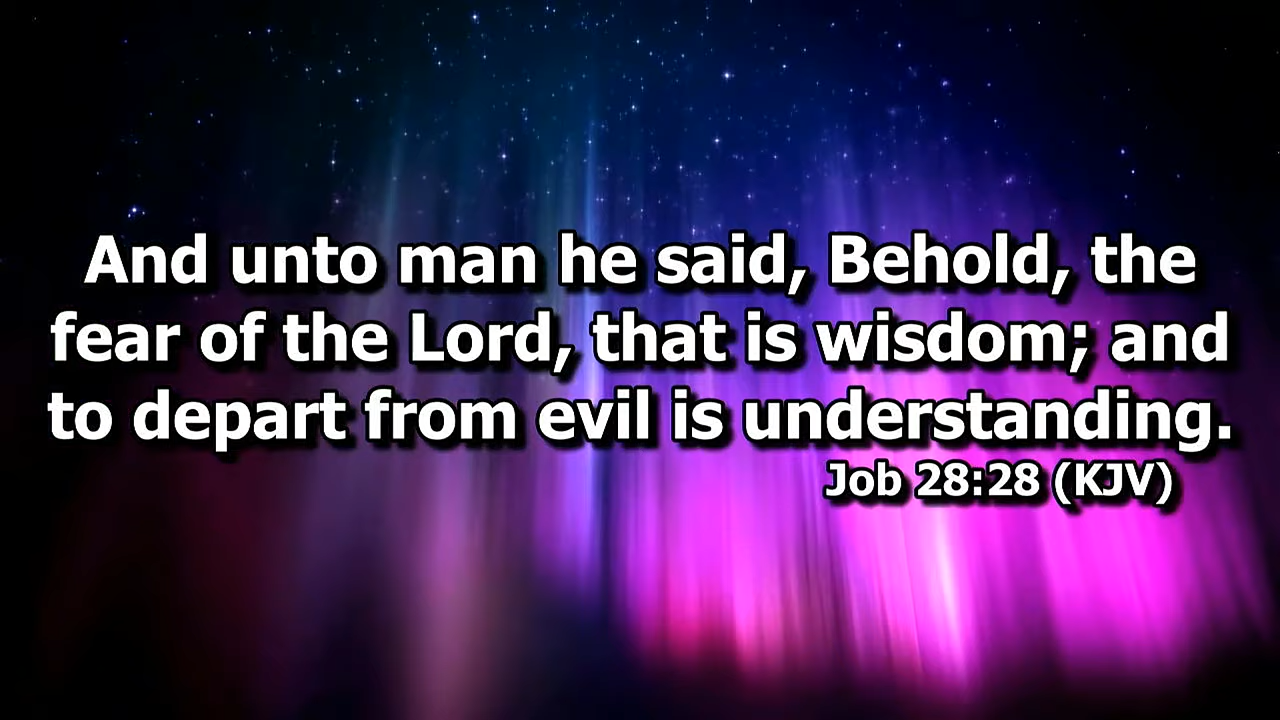 And unto man he said, Behold, the
fear of the Lord, that is wisdom; and
to depart from evil is understanding.
Job 28:28 (KJV)